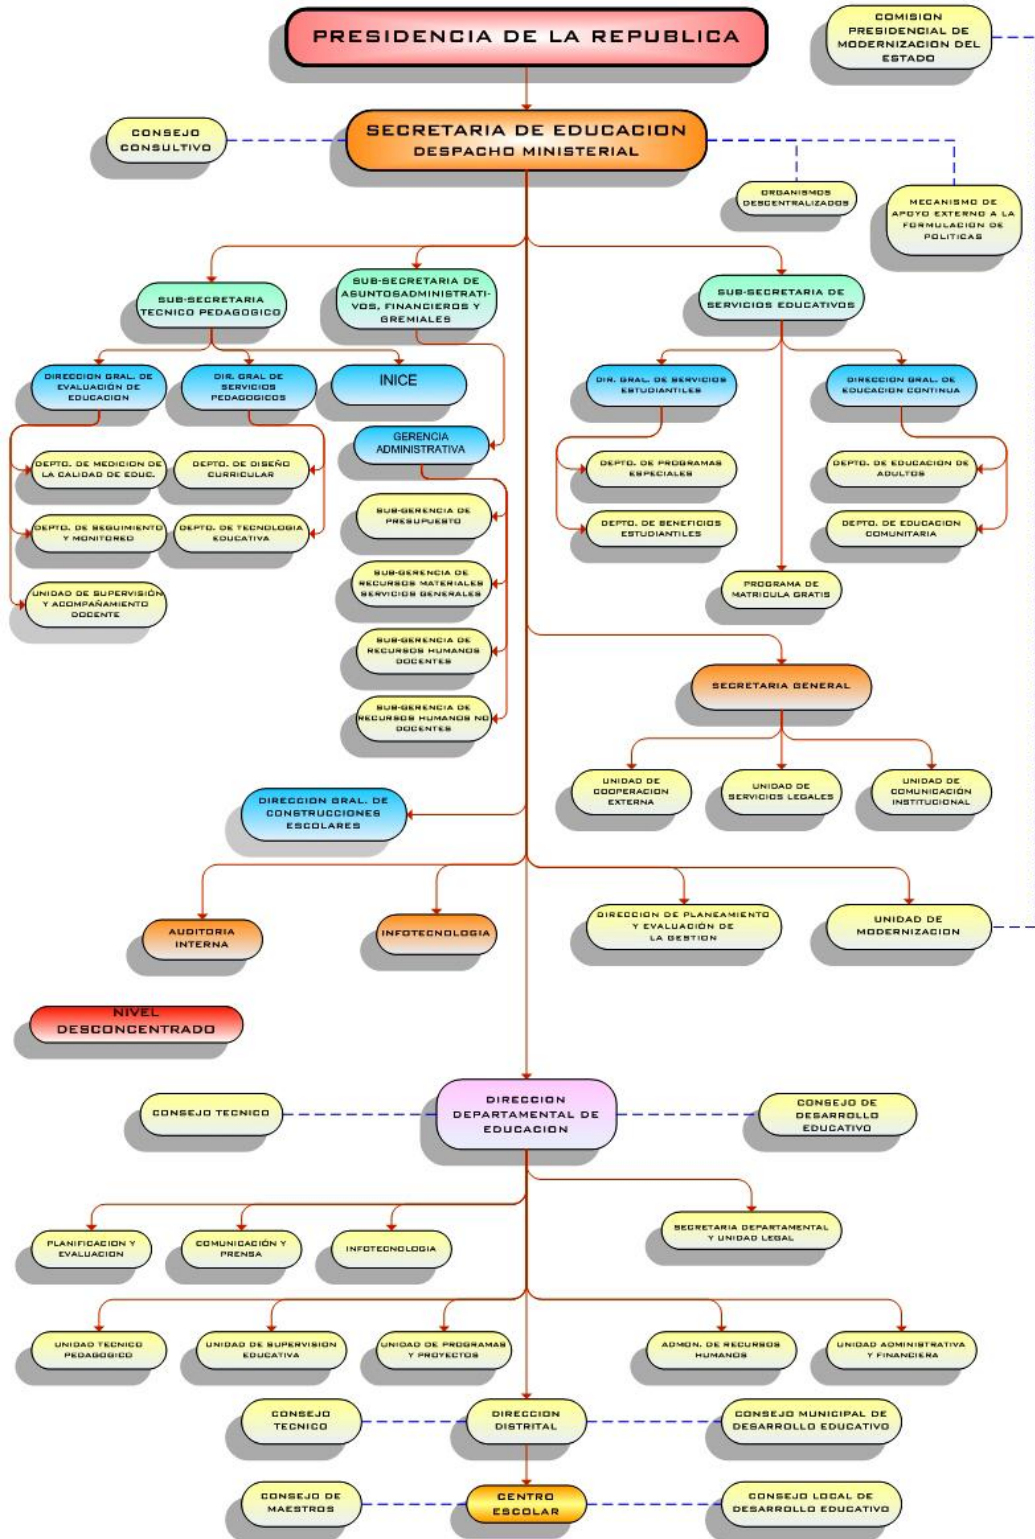 PRESIDENCIA DE LA REPUBLICA
COMISION
PRESIDENCIAL DE
MODERNIZACION DEL
ESTADO
SECRETARIA DE EDUCACION
DESPACHO MINISTERIAL
CONSEJO
CONSULTIVO
ORGANISMOS
DESCENTRALIZADOS
MECANISMO DE
APOYO EXTERNO A LA
FORMULACION DE
POLITICAS
SUB-SECRETARIA
TECNICO PEDAGOGICO
SUB-SECRETARIA DE
ASUNTOSADMINISTRATI-
VOS, FINANCIEROS Y
GREMIALES
SUB-SECRETARIA DE
SERVICIOS EDUCATIVOS
DIRECCION GRAL. DE
EVALUACIÓN DE
EDUCACION
DIR. GRAL DE
SERVICIOS
PEDAGOGICOS
INICE
DIR. GRAL. DE SERVICIOS
ESTUDIANTILES
DIRECCIÓN GRAL. DE
EDUCACION CONTINUA
GERENCIA
ADMINISTRATIVA
DEPTO. DE MEDICION DE
LA CALIDAD DE EDUC.
DEPTO. DE DISEÑO
CURRICULAR
DEPTO. DE PROGRAMAS
ESPECIALES
DEPTO. DE EDUCACION DE
ADULTOS
SUB-GERENCIA DE
PRESUPUESTO
DEPTO. DE SEGUIMIENTO
Y MONITOREO
DEPTO. DE TECNOLOGIA
EDUCATIVA
DEPTO. DE BENEFICIOS
ESTUDIANTILES
DEPTO. DE EDUCACION
COMUNITARIA
SUB-GERENCIA DE
RECURSOS MATERIALES
SERVICIOS GENERALES
PROGRAMA DE
MATRICULA GRATIS
UNIDAD DE SUPERVISIÓN
Y ACOMPAÑAMIENTO
DOCENTE
SUB-GERENCIA DE
RECURSOS HUMANOS
DOCENTES
SECRETARIA GENERAL
SUB-GERENCIA DE
RECURSOS HUMANOS NO
DOCENTES
UNIDAD DE
COOPERACION
EXTERNA
UNIDAD DE
SERVICIOS LEGALES
UNIDAD DE
COMUNICACIÓN
INSTITUCIONAL
DIRECCION GRAL. DE
CONSTRUCCIONES
ESCOLARES
AUDITORIA
INTERNA
INFOTECNOLOGIA
DIRECCION DE PLANEAMIENTO
Y EVALUACIÓN DE
LA GESTION
UNIDAD DE
MODERNIZACION
NIVEL
DESCONCENTRADO
CONSEJO TECNICO
DIRECCION
DEPARTAMENTAL DE
EDUCACION
CONSEJO DE
DESARROLLO
EDUCATIVO
PLANIFICACION Y
EVALUACION
COMUNICACIÓN Y
PRENSA
INFOTECNOLOGIA
SECRETARIA DEPARTAMENTAL
Y UNIDAD LEGAL
UNIDAD TECNICO
PEDAGÓGICO
UNIDAD DE SUPERVISION
EDUCATIVA
UNIDAD DE PROGRAMAS
Y PROYECTOS
ADMON. DE RECURSOS
HUMANOS
UNIDAD ADMINISTRATIVA
Y FINANCIERA
CONSEJO
TECNICO
DIRECCION
DISTRITAL
CONSEJO MUNICIPAL DE
DESARROLLO EDUCATIVO
CONSEJO DE
MAESTROS
CENTRO
ESCOLAR
CONSEJO LOCAL DE
DESARROLLO EDUCATIVO